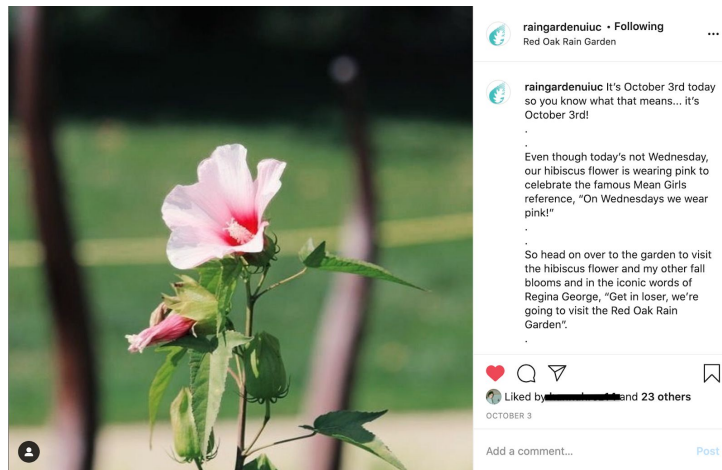 raingardenuiuc • Following
Red Oak Rain Garden
raingardenuiuc It's October 3rd today
so you know what that means... it's
October 3rd!
.
.
Even though today's not Wednesday,
our hibiscus flower is wearing pink to
celebrate the famous Mean Girls
reference, "On Wednesdays we wear
pink!"
.
.
So head on over to the garden to visit
the hibiscus flower and my other fall
blooms and in the iconic words of
Regina George, "Get in loser, we're
going to visit the Red Oak Rain
Garden".
.
Liked by and 23 others
OCTOBER 3
Add a comment... Post